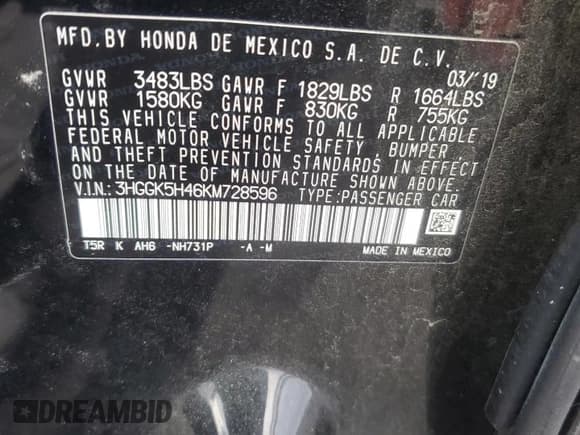 MFD. BY HONDA DE MEXICO S.A. DE C.V.
03/'19
GVWR 3483LBS GAWR F 1829LBS R 1664LBS
GVWR 1580KG GAWR F 830KG R 755KG
THIS VEHICLE CONFORMS TO ALL APPLICABLE
FEDERAL MOTOR VEHICLE SAFETY, BUMPER,
AND THEFT PREVENTION STANDARDS IN EFFECT
ON THE DATE OF MANUFACTURE SHOWN ABOVE.
V.I.N.: 3HGGK5H46KM728596 TYPE:PASSENGER CAR
T5R K AH6 -NH731P -A -M
MADE IN MEXICO
DREAMBID